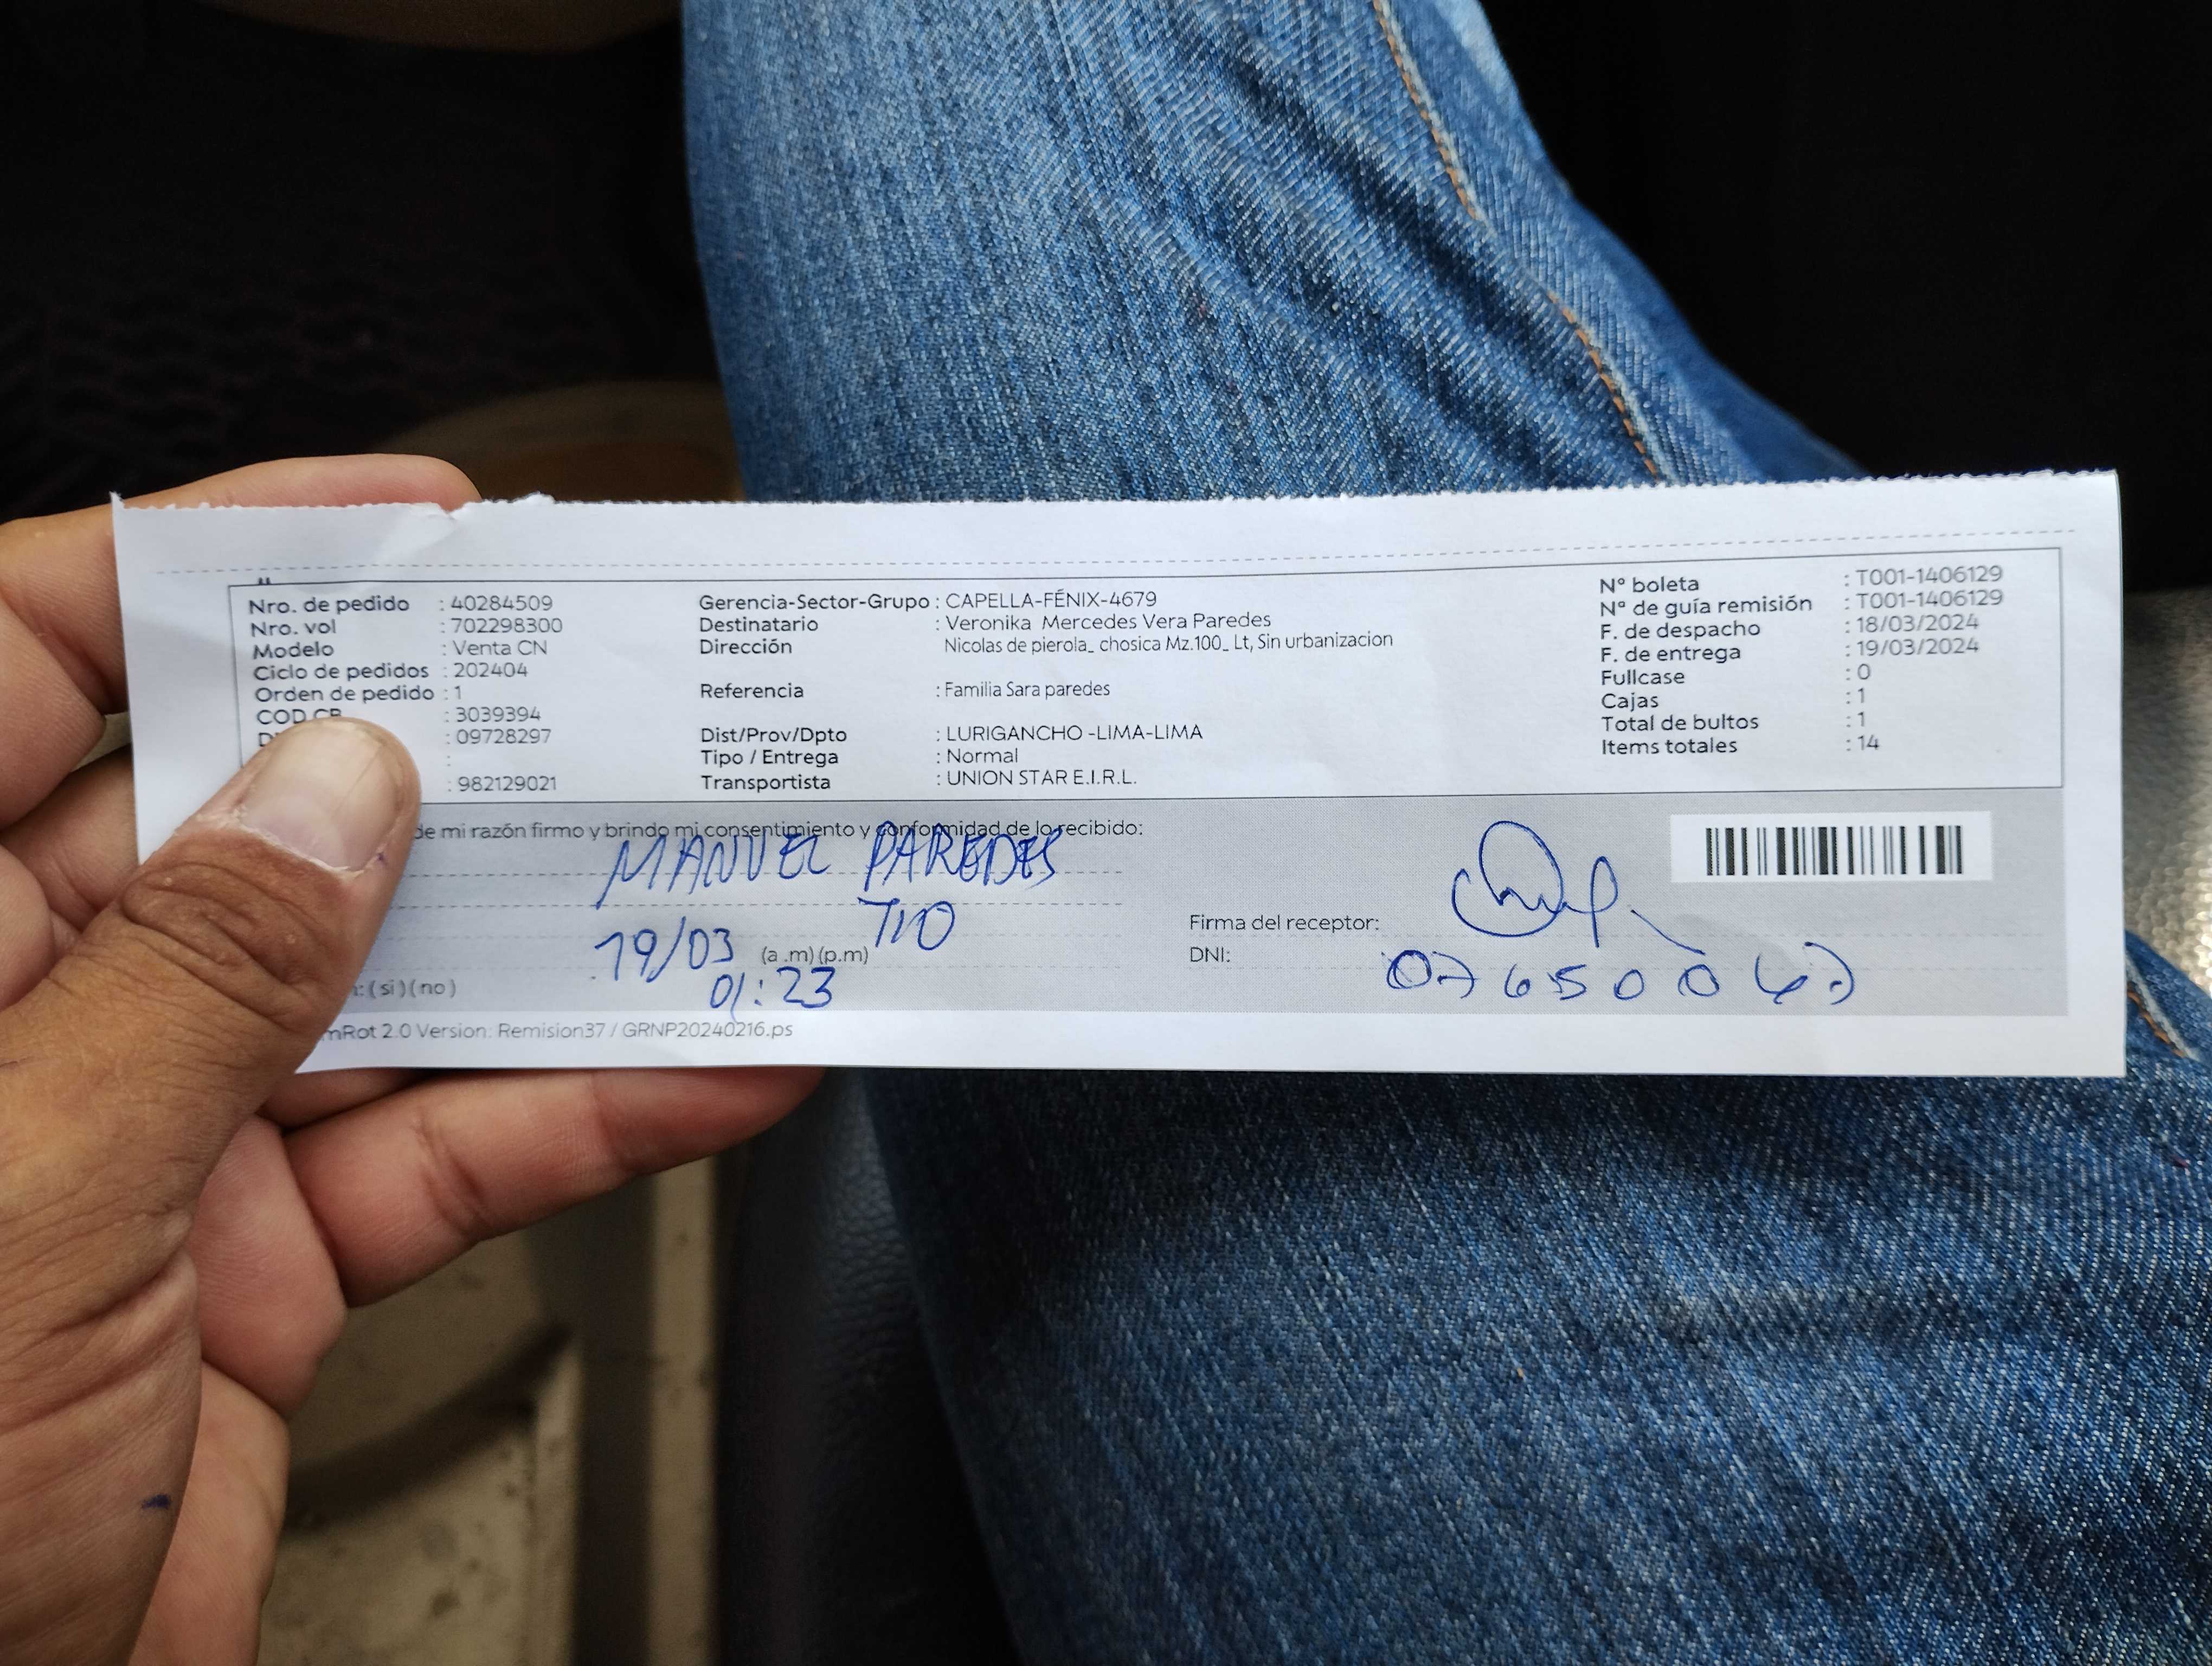 Nro. de pedido : 40284509
Nro. vol : 702298300
Modelo : Venta CN
Ciclo de pedidos : 202404
Orden de pedido : 1
COD CB : 3039394
: 09728297
:
: 982129021
Gerencia-Sector-Grupo : CAPELLA-FÉNIX-4679
Destinatario : Veronika Mercedes Vera Paredes
Dirección Nicolas de pierola_ chosica Mz.100_ Lt, Sin urbanizacion
Referencia : Familia Sara paredes
Dist/Prov/Dpto : LURIGANCHO -LIMA-LIMA
Tipo / Entrega : Normal
Transportista : UNION STAR E.I.R.L.
N° boleta : T001-1406129
N° de guía remisión : T001-1406129
F. de despacho : 18/03/2024
F. de entrega : 19/03/2024
Fullcase : 0
Cajas : 1
Total de bultos : 1
Items totales : 14
de mi razón firmo y brindo mi consentimiento y conformidad de lo recibido:
MANUEL PAREDES
TIO
19/03 (a .m) (p.m)
01:23
: ( si ) ( no )
Firma del receptor:
DNI:
mRot 2.0 Version: Remision37 / GRNP20240216.ps